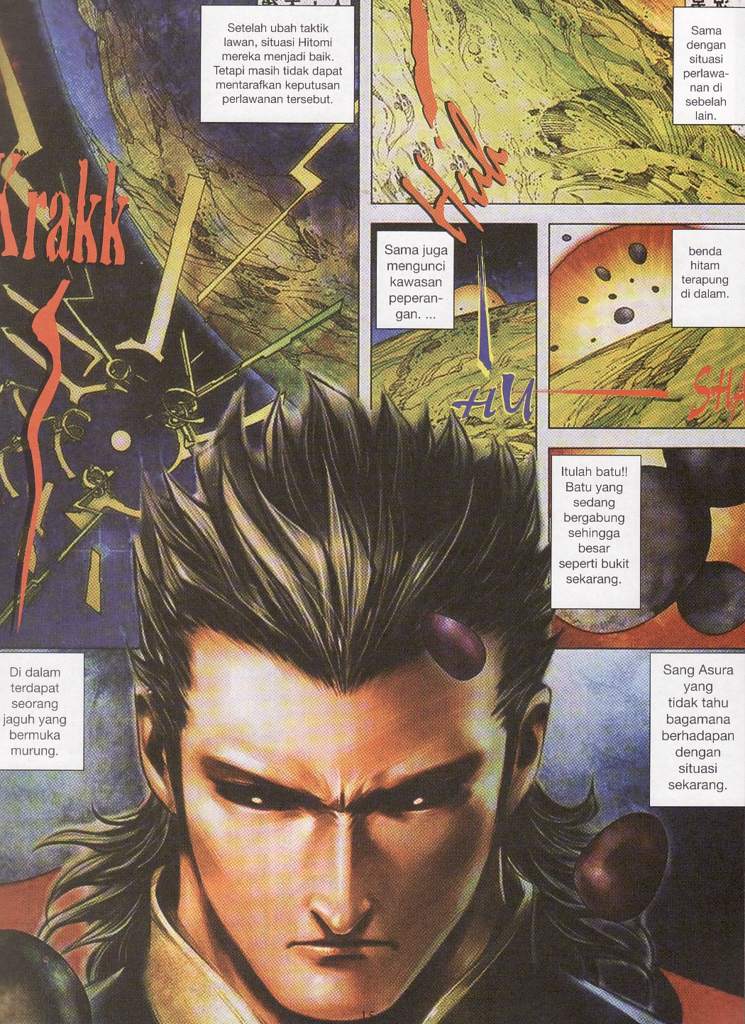 Setelah ubah taktik
lawan, situasi Hitomi
mereka menjadi baik.
Tetapi masih tidak dapat
mentarafkan keputusan
perlawanan tersebut.
Krakk
Sama
dengan
situasi
perlawa-
nan di
sebelah
lain.
Huh
Sama juga
mengunci
kawasan
peperan-
gan. ...
HU
benda
hitam
terapung
di dalam.
SHA
Itulah batu!!
Batu yang
sedang
bergabung
sehingga
besar
seperti bukit
sekarang.
Di dalam
terdapat
seorang
jaguh yang
bermuka
murung.
Sang Asura
yang
tidak tahu
bagamana
berhadapan
dengan
situasi
sekarang.
15